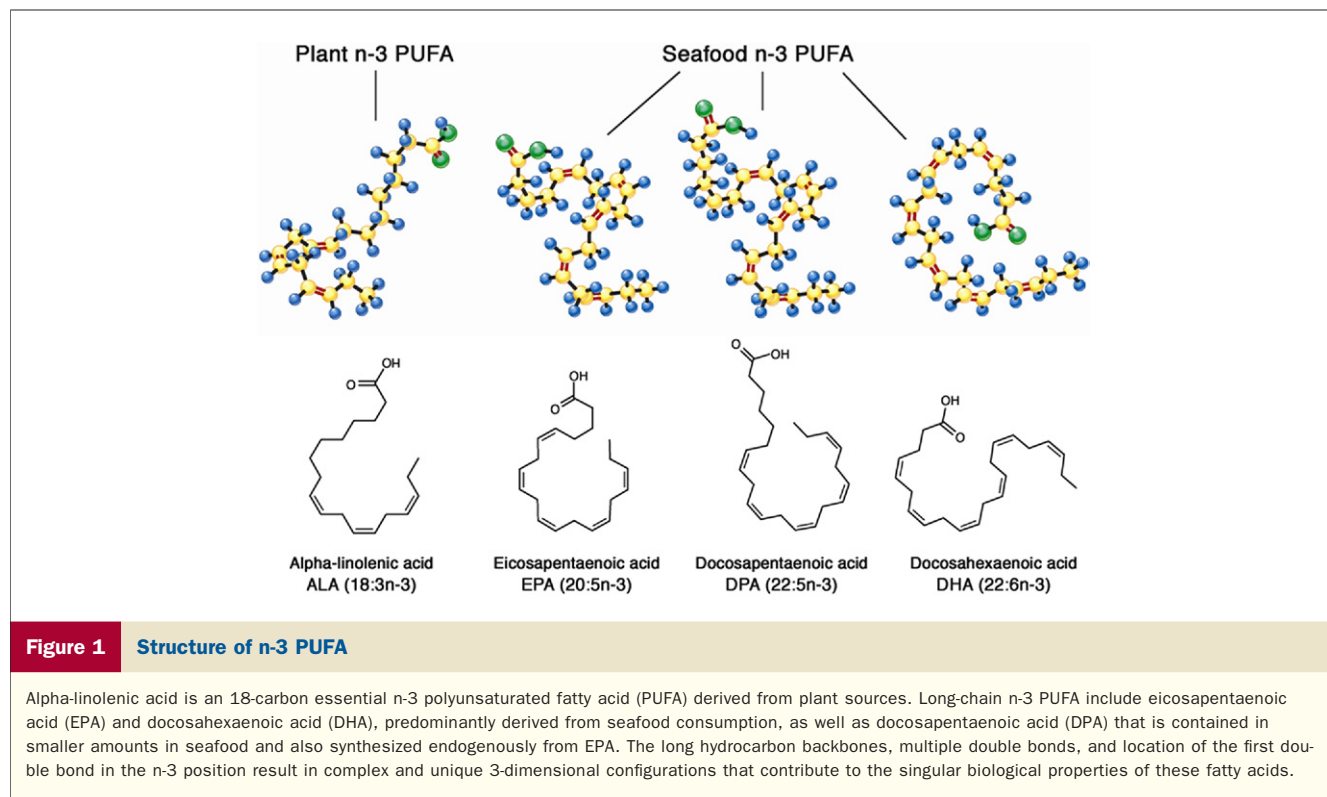 Plant n-3 PUFA
Seafood n-3 PUFA
OH
O
OH
O
O
OH
OH
O
Alpha-linolenic acid
ALA (18:3n-3)
Eicosapentaenoic acid
EPA (20:5n-3)
Docosapentaenoic acid
DPA (22:5n-3)
Docosahexaenoic acid
DHA (22:6n-3)
Figure 1
Structure of n-3 PUFA
Alpha-linolenic acid is an 18-carbon essential n-3 polyunsaturated fatty acid (PUFA) derived from plant sources. Long-chain n-3 PUFA include eicosapentaenoic
acid (EPA) and docosahexaenoic acid (DHA), predominantly derived from seafood consumption, as well as docosapentaenoic acid (DPA) that is contained in
smaller amounts in seafood and also synthesized endogenously from EPA. The long hydrocarbon backbones, multiple double bonds, and location of the first dou-
ble bond in the n-3 position result in complex and unique 3-dimensional configurations that contribute to the singular biological properties of these fatty acids.